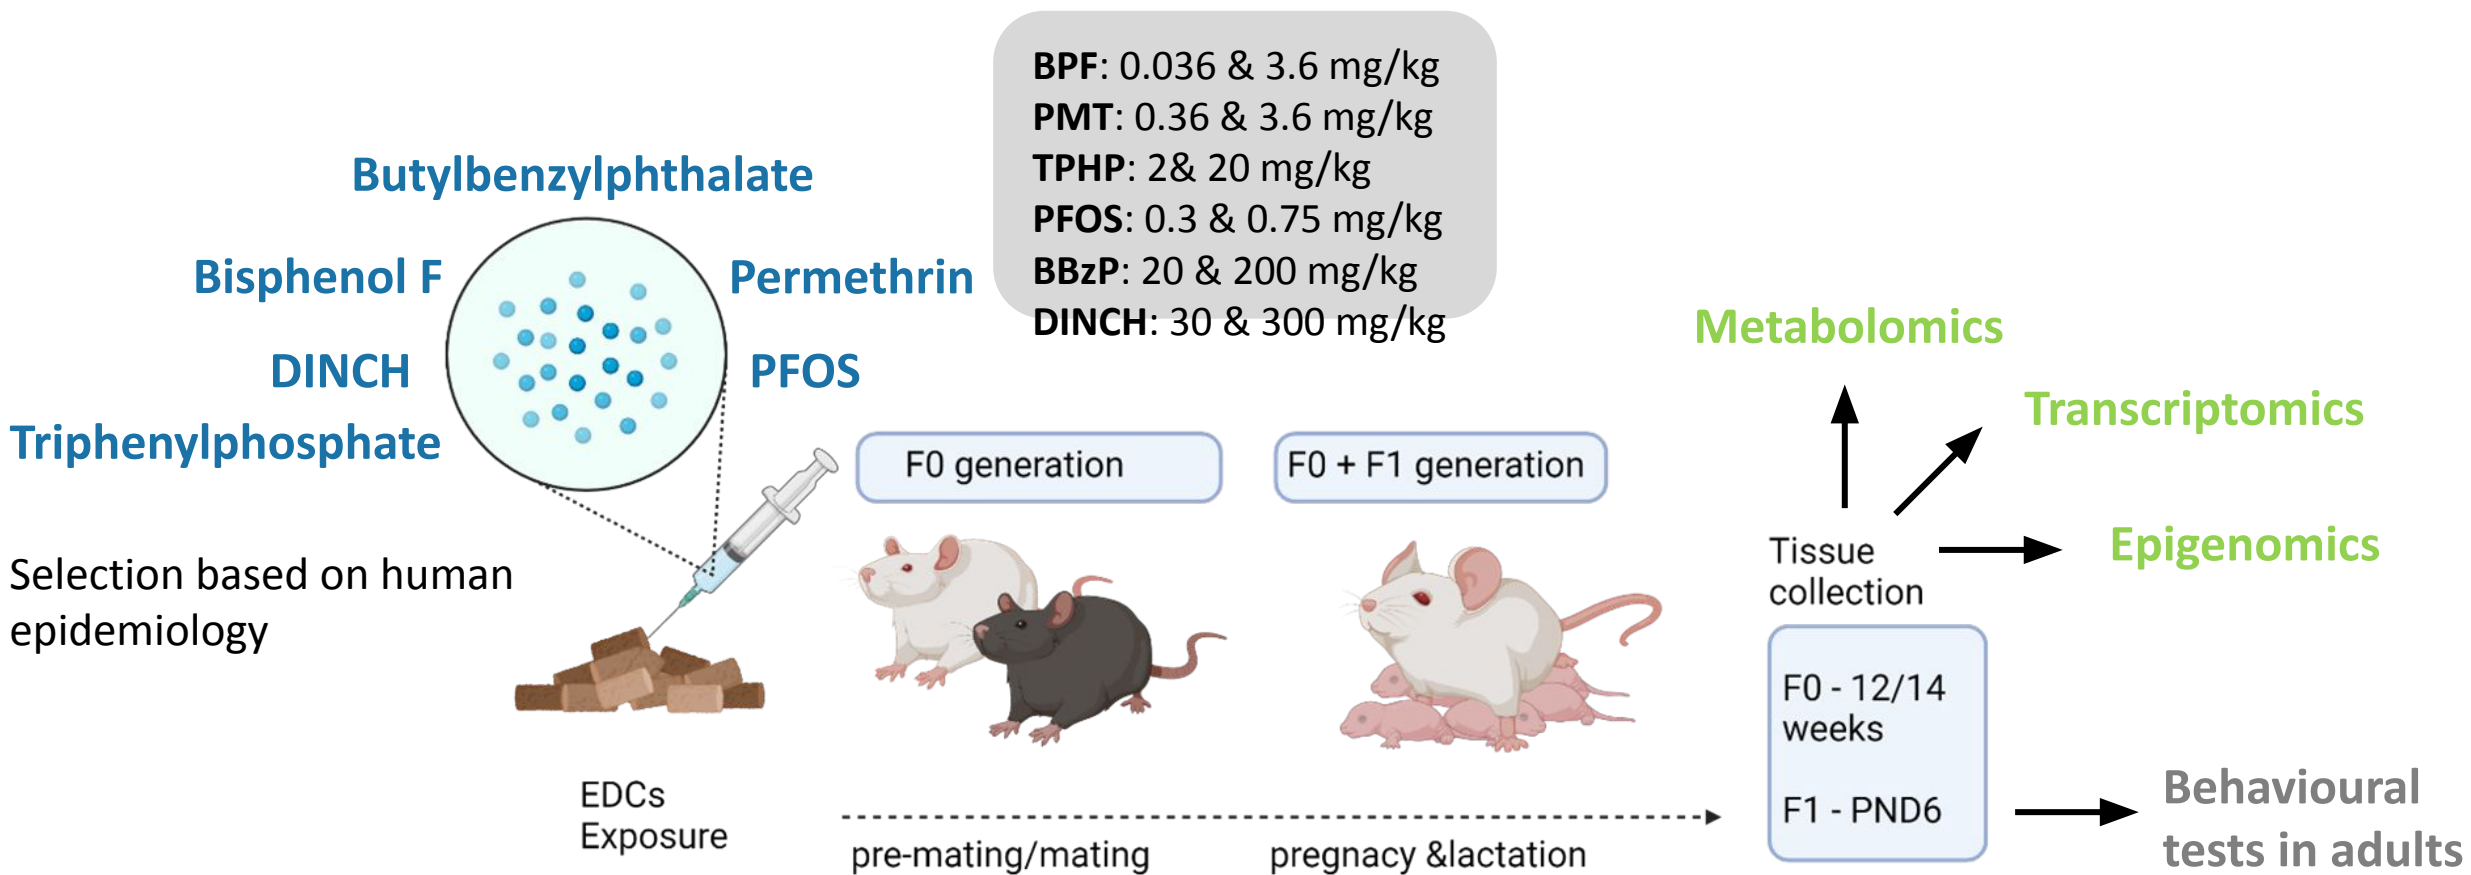 BPF: 0.036 & 3.6 mg/kg
PMT: 0.36 & 3.6 mg/kg
TPHP: 2& 20 mg/kg
PFOS: 0.3 & 0.75 mg/kg
BBzP: 20 & 200 mg/kg
DINCH: 30 & 300 mg/kg
Butylbenzylphthalate
Bisphenol F
Permethrin
DINCH
PFOS
Triphenylphosphate
Selection based on human
epidemiology
EDCs
Exposure
F0 generation
F0 + F1 generation
pre-mating/mating
pregnacy &lactation
Metabolomics
Transcriptomics
Epigenomics
Tissue
collection
F0 - 12/14
weeks
F1 - PND6
Behavioural
tests in adults